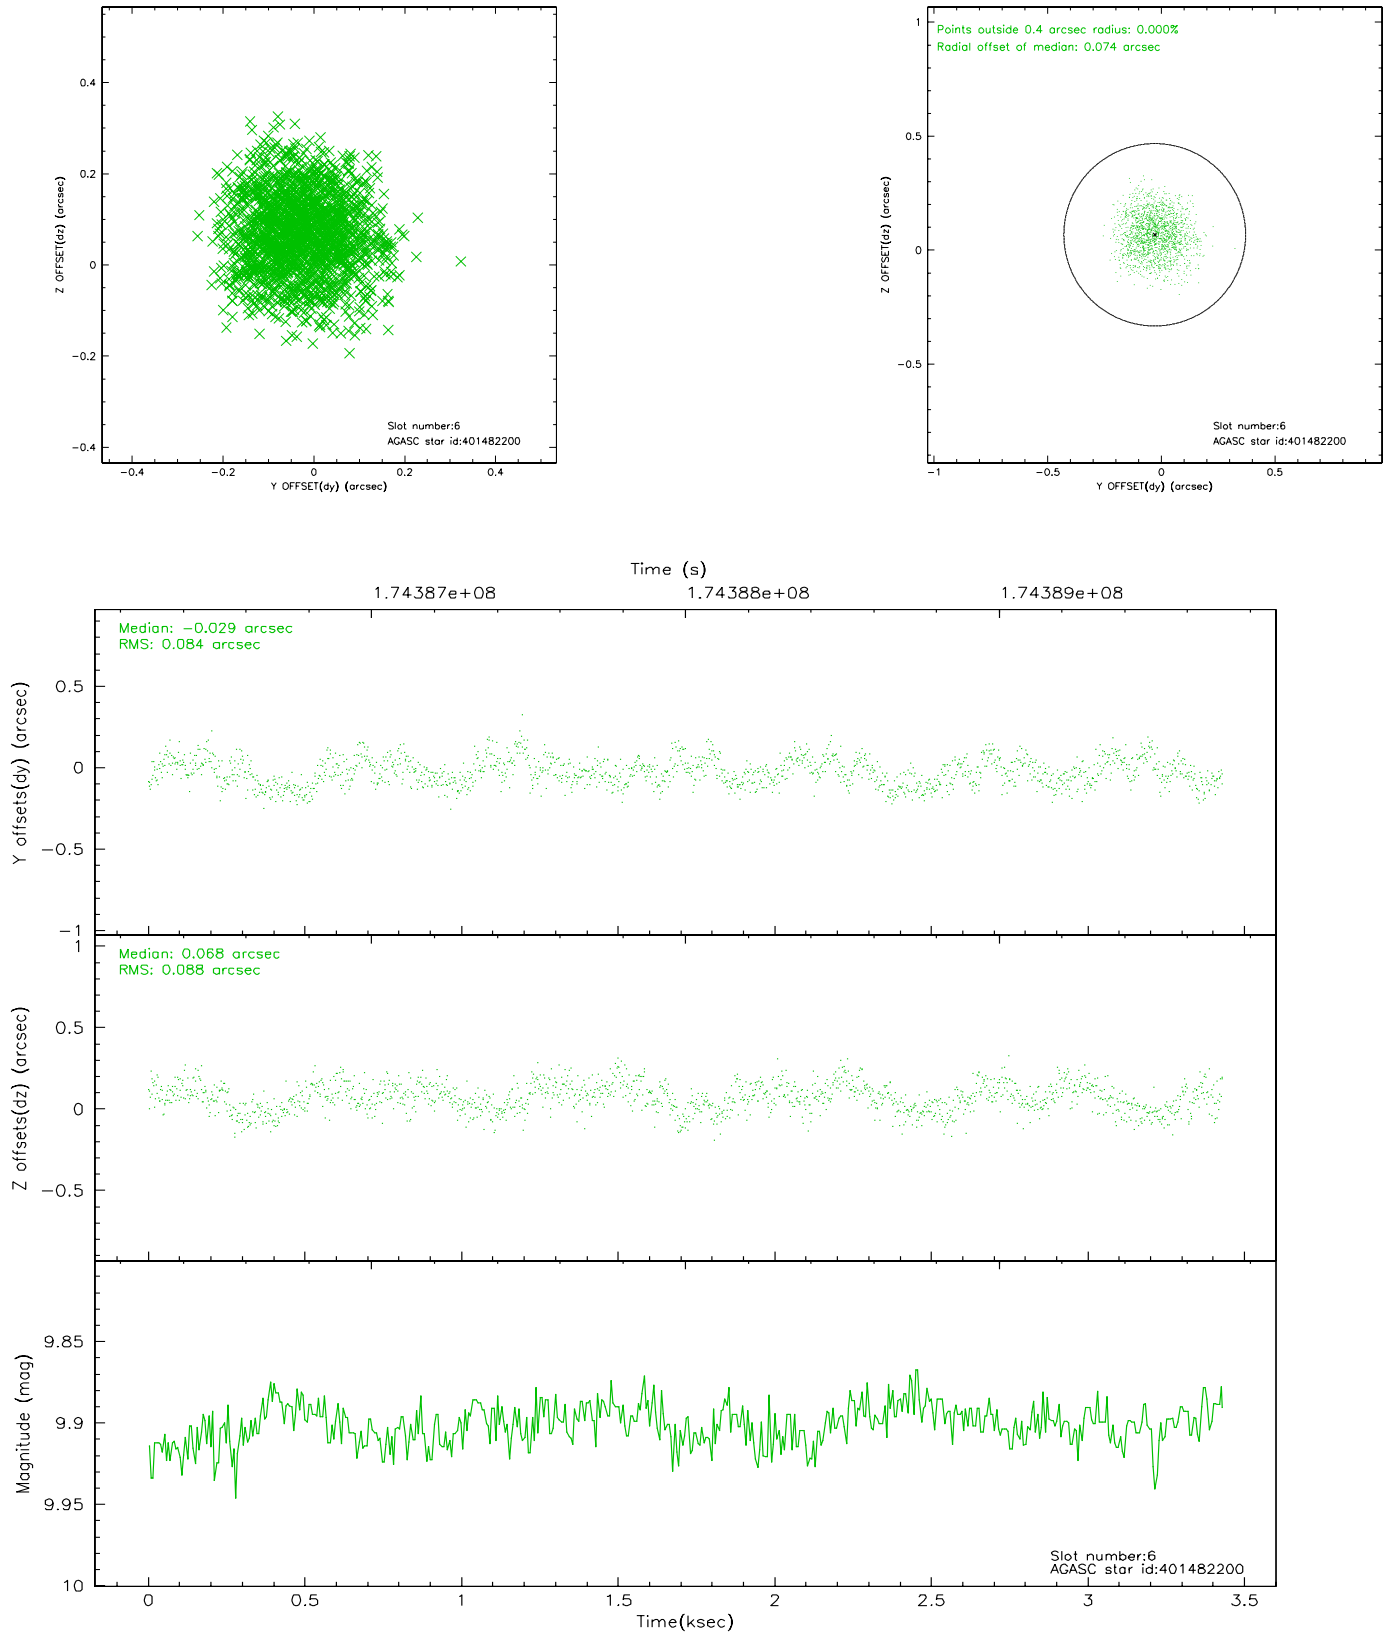 0.4
0.2
0
−0.2
−0.4
Z OFFSET(dz) (arcsec)
−0.4
−0.2
0
0.2
0.4
Y OFFSET(dy) (arcsec)
Slot number:6
AGASC star id:401482200
Points outside 0.4 arcsec radius: 0.000%
Radial offset of median: 0.074 arcsec
1
0.5
0
−0.5
Z OFFSET(dz) (arcsec)
−1
−0.5
0
0.5
Y OFFSET(dy) (arcsec)
Slot number:6
AGASC star id:401482200
Time (s)
1.74387e+08
1.74388e+08
1.74389e+08
Median: −0.029 arcsec
RMS: 0.084 arcsec
0.5
0
−0.5
−1
Y offsets(dy) (arcsec)
Median: 0.068 arcsec
RMS: 0.088 arcsec
1
0.5
0
−0.5
Z offsets(dz) (arcsec)
9.85
9.9
9.95
10
Magnitude (mag)
Slot number:6
AGASC star id:401482200
0
0.5
1
1.5
2
2.5
3
3.5
Time(ksec)